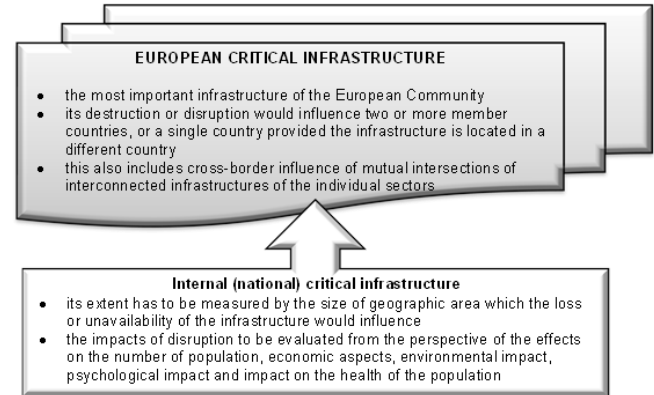 EUROPEAN CRITICAL INFRASTRUCTURE
• the most important infrastructure of the European Community
• its destruction or disruption would influence two or more member
countries, or a single country provided the infrastructure is located in a
different country
• this also includes cross-border influence of mutual intersections of
interconnected infrastructures of the individual sectors
Internal (national) critical infrastructure
• its extent has to be measured by the size of geographic area which the loss
or unavailability of the infrastructure would influence
• the impacts of disruption to be evaluated from the perspective of the effects
on the number of population, economic aspects, environmental impact,
psychological impact and impact on the health of the population